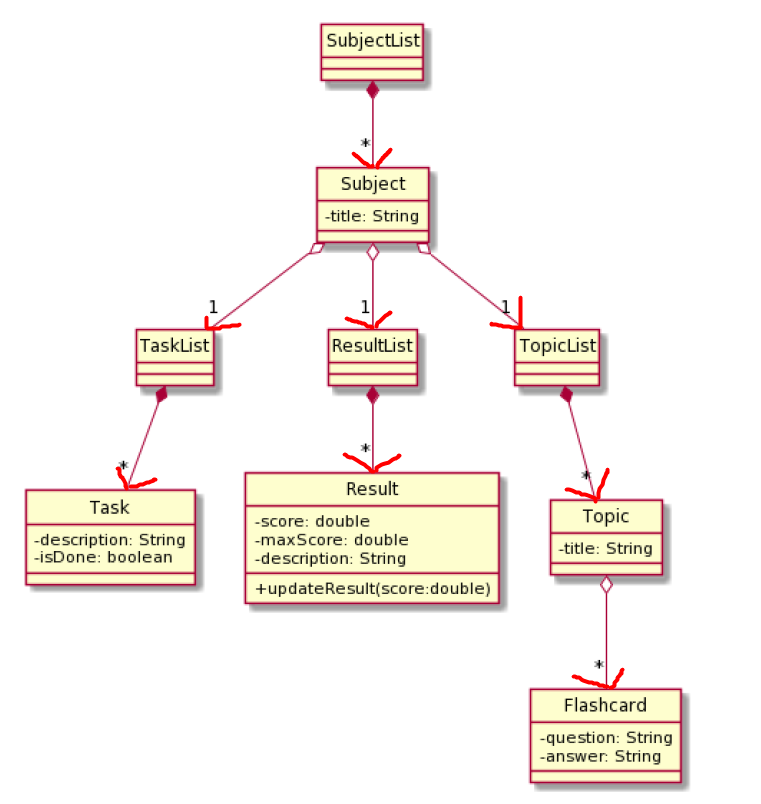 SubjectList
*
Subject
-title: String
1
1
1
TaskList
ResultList
TopicList
*
*
*
Task
-description: String
-isDone: boolean
Result
-score: double
-maxScore: double
-description: String
+updateResult(score:double)
Topic
-title: String
*
Flashcard
-question: String
-answer: String